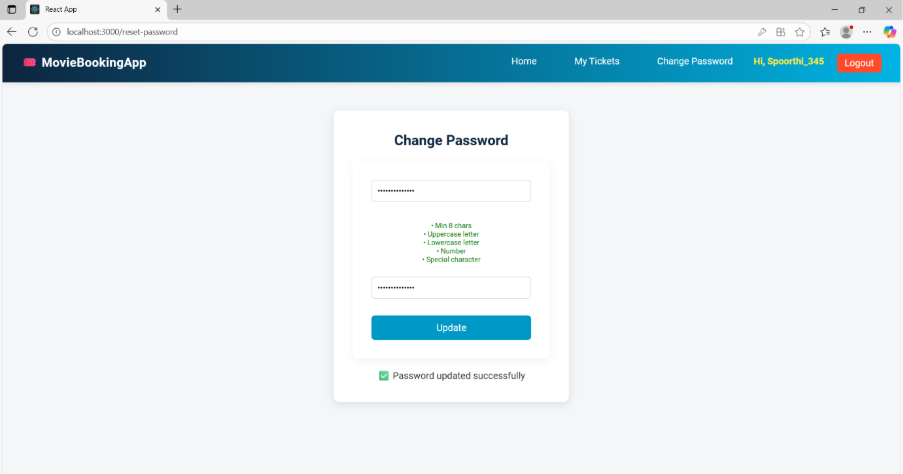 React App
localhost:3000/reset-password
MovieBookingApp
Home My Tickets Change Password Hi, Spoorthi_345 Logout
Change Password
••••••••••••••
• Min 8 chars
• Uppercase letter
• Lowercase letter
• Number
• Special character
••••••••••••••
Update
✅ Password updated successfully